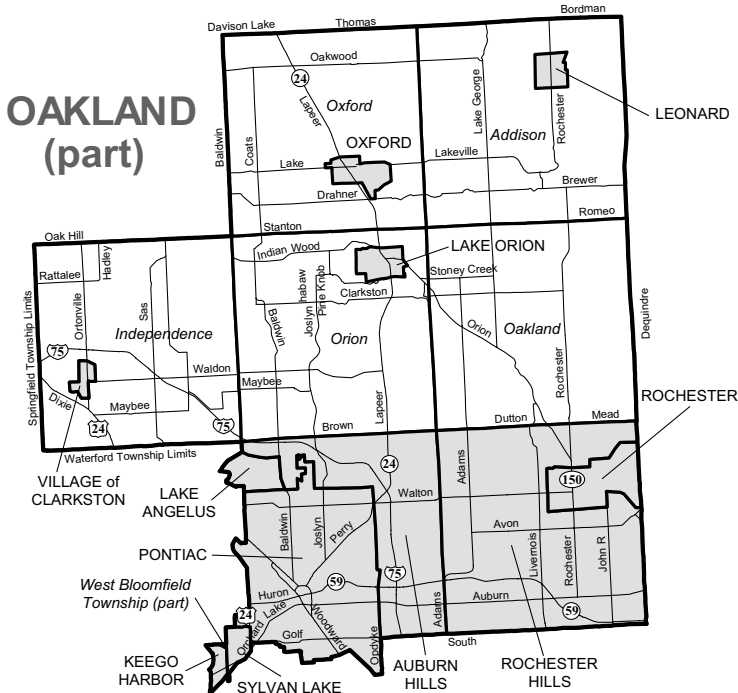 Bordman
Davison Lake
Thomas
Oakwood
24
OAKLAND
(part)
Lapeer
Oxford
Lake George
Rochester
LEONARD
Addison
Baldwin
Coats
OXFORD
Lakeville
Lake
Drahner
Brewer
Romeo
Stanton
Oak Hill
Indian Wood
LAKE ORION
Hadley
Rattalee
Stoney Creek
Joslyn
habaw
Pine Knob
Clarkston
Springfield Township Limits
Ortonville
Sas
Baldwin
Independence
Orion
Orion
Oakland
Dequindre
75
Waldon
Maybee
Rochester
Lapeer
ROCHESTER
Dixie
Maybee
24
75
Brown
Dutton
Mead
Waterford Township Limits
VILLAGE of
CLARKSTON
LAKE
ANGELUS
24
Adams
150
Walton
Baldwin
Joslyn
Perry
Avon
PONTIAC
Livernois
Rochester
John R
West Bloomfield
Township (part)
59
75
Huron
Auburn
59
24
Orchard Lake
Woodward
Golf
Opdyke
Adams
South
KEEGO
HARBOR
SYLVAN LAKE
AUBURN
HILLS
ROCHESTER
HILLS